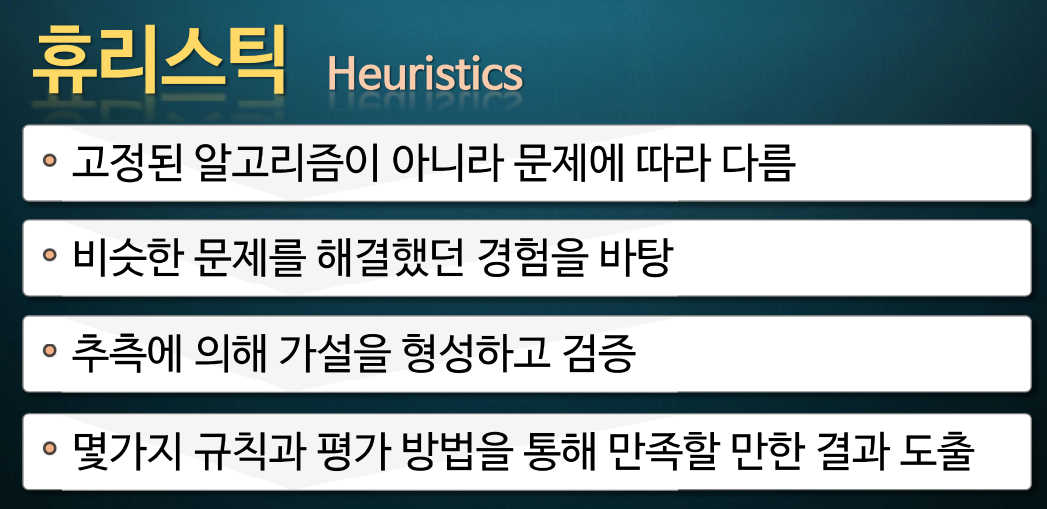 휴리스틱 Heuristics
• 고정된 알고리즘이 아니라 문제에 따라 다름
• 비슷한 문제를 해결했던 경험을 바탕
• 추측에 의해 가설을 형성하고 검증
• 몇가지 규칙과 평가 방법을 통해 만족할 만한 결과 도출